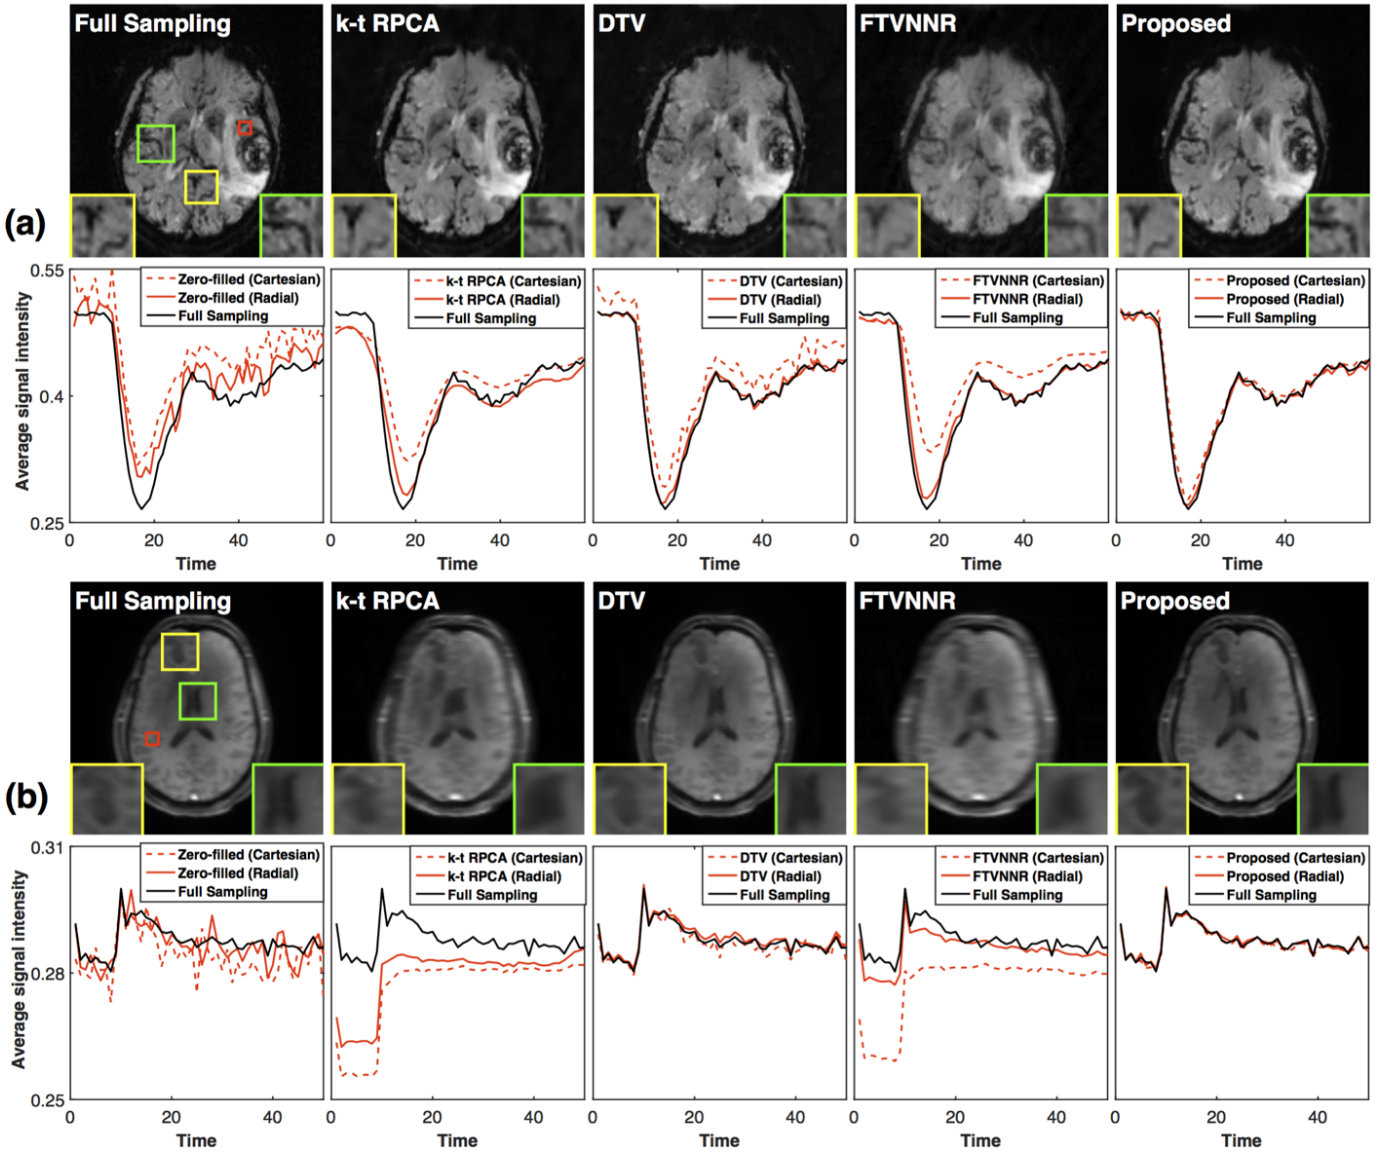 Full Sampling k-t RPCA DTV FTVNNR Proposed
(a)
Average signal intensity
0.55
0.4
0.25
Zero-filled (Cartesian)
Zero-filled (Radial)
Full Sampling
0 20 40
Time
k-t RPCA (Cartesian)
k-t RPCA (Radial)
Full Sampling
0 20 40
Time
DTV (Cartesian)
DTV (Radial)
Full Sampling
0 20 40
Time
FTVNNR (Cartesian)
FTVNNR (Radial)
Full Sampling
0 20 40
Time
Proposed (Cartesian)
Proposed (Radial)
Full Sampling
0 20 40
Time
Full Sampling k-t RPCA DTV FTVNNR Proposed
(b)
Average signal intensity
0.31
0.28
0.25
Zero-filled (Cartesian)
Zero-filled (Radial)
Full Sampling
0 20 40
Time
k-t RPCA (Cartesian)
k-t RPCA (Radial)
Full Sampling
0 20 40
Time
DTV (Cartesian)
DTV (Radial)
Full Sampling
0 20 40
Time
FTVNNR (Cartesian)
FTVNNR (Radial)
Full Sampling
0 20 40
Time
Proposed (Cartesian)
Proposed (Radial)
Full Sampling
0 20 40
Time